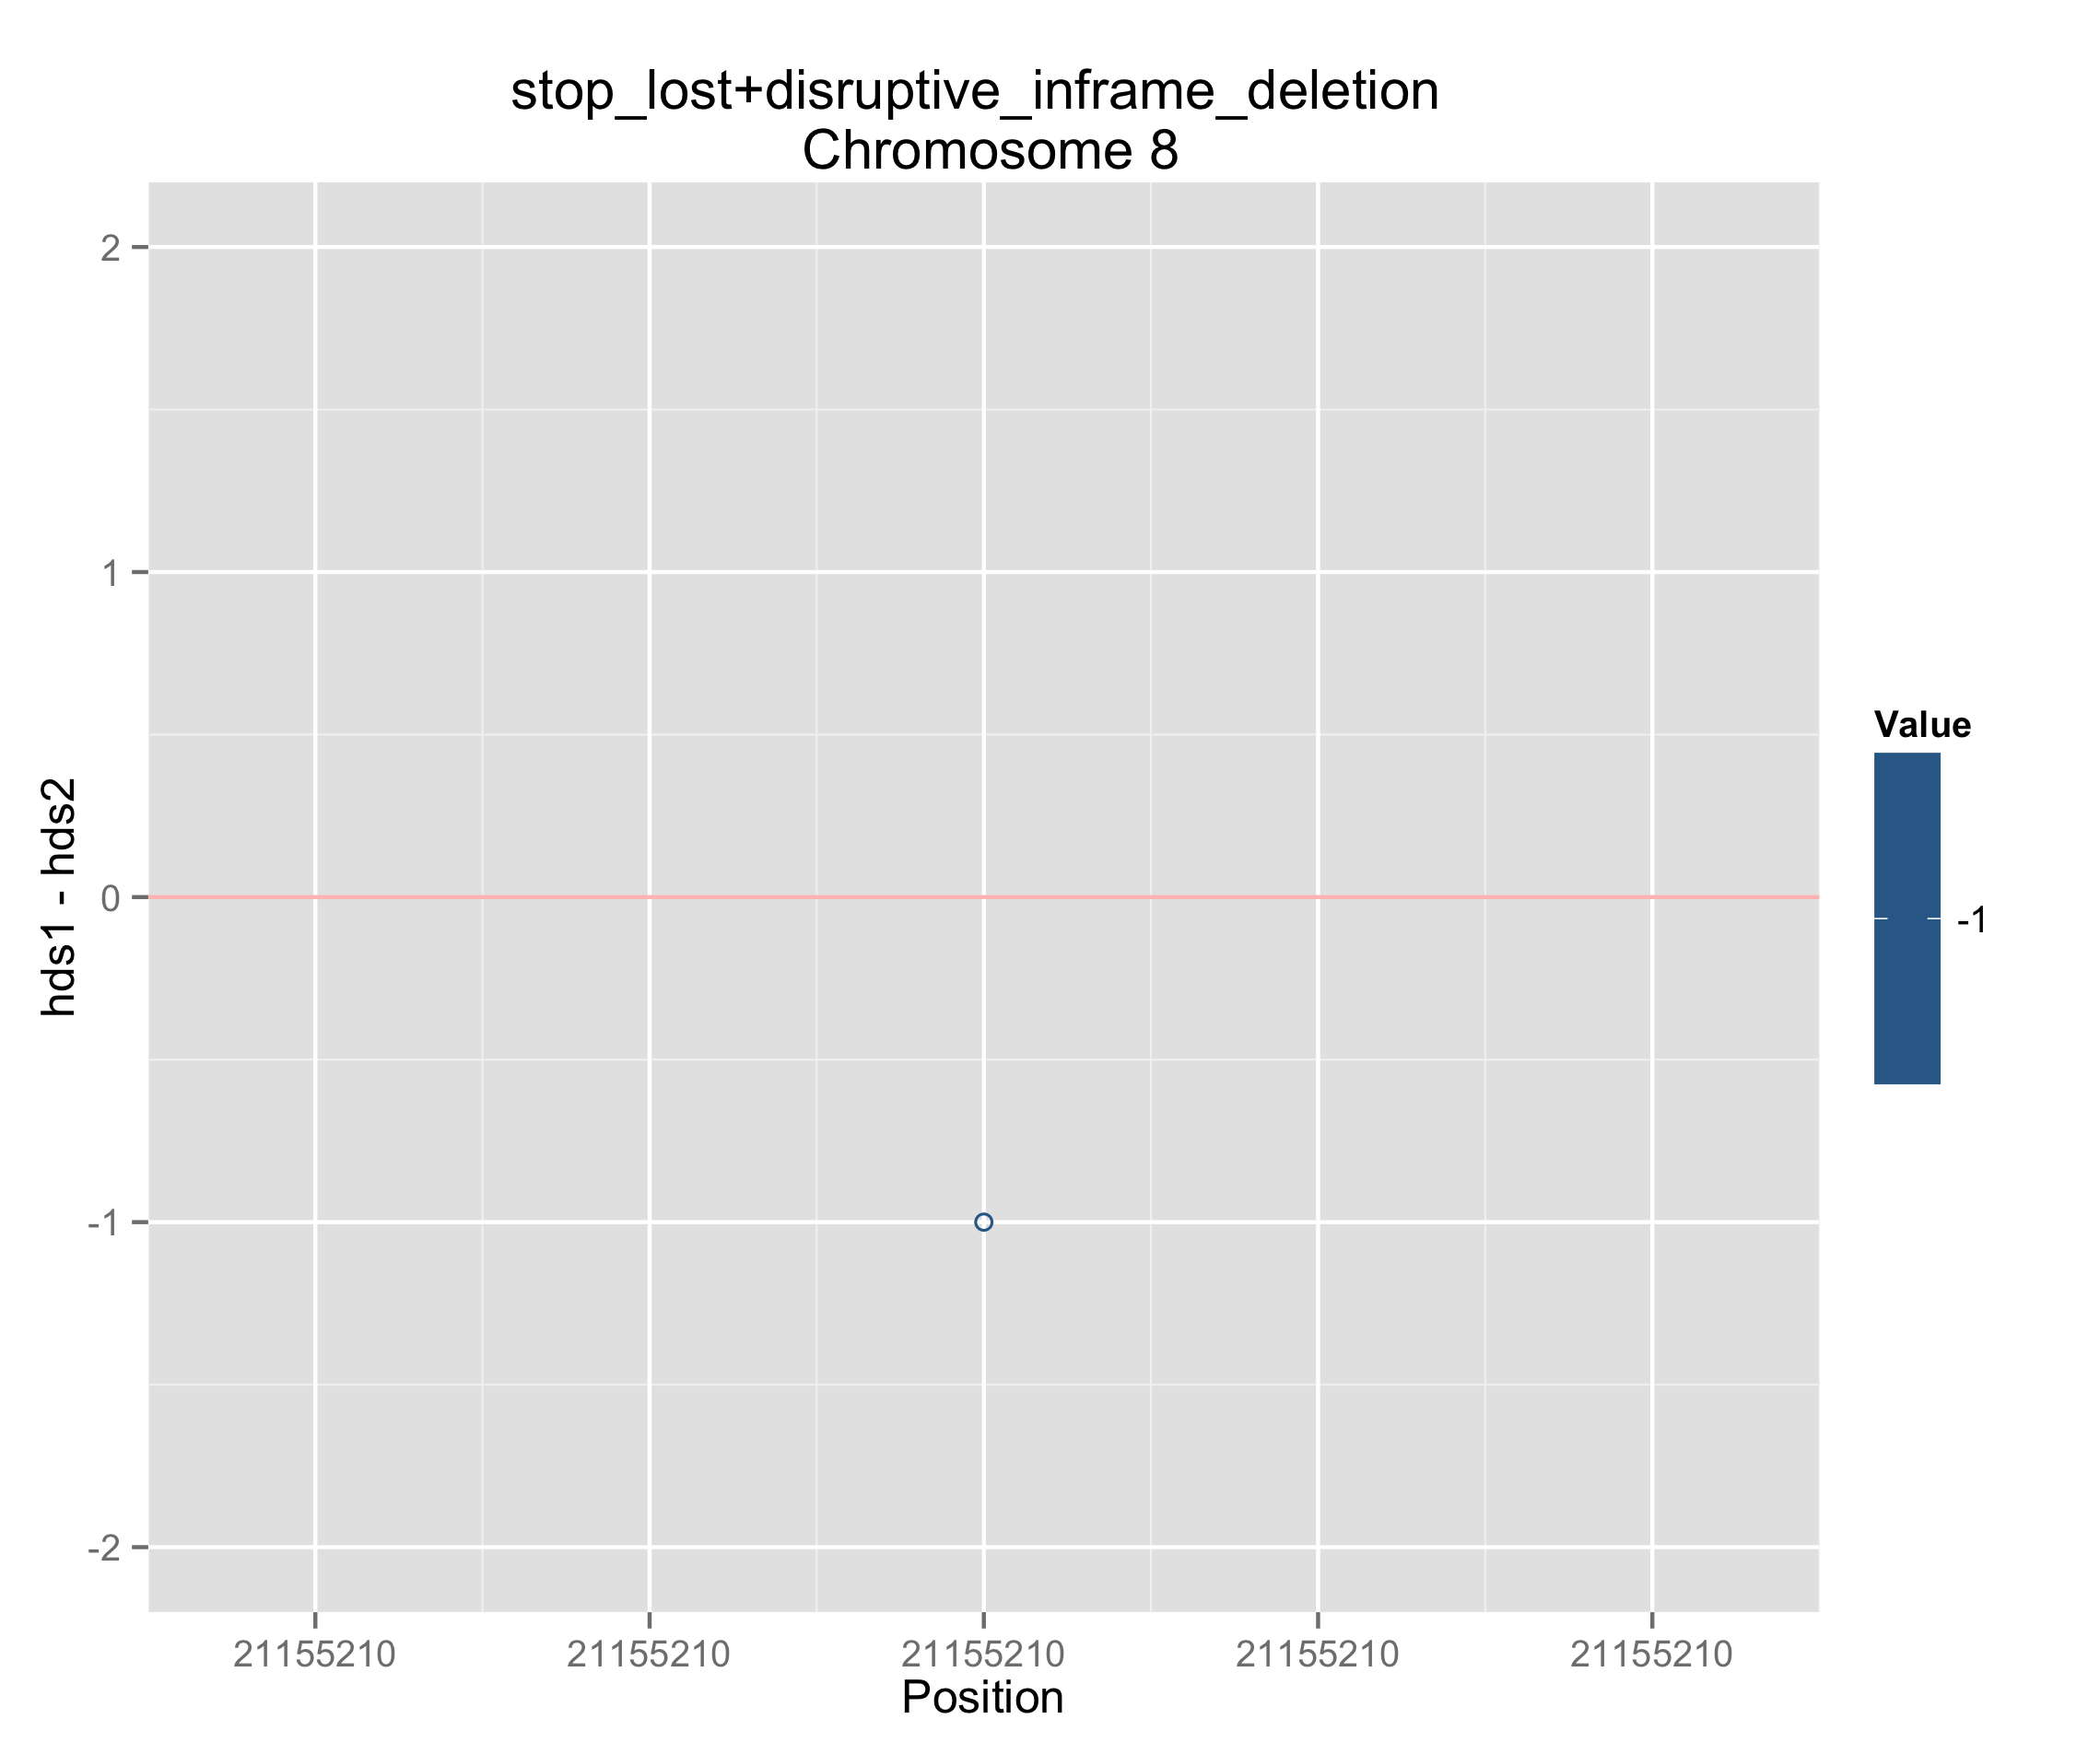 stop_lost+disruptive_inframe_deletion
Chromosome 8
2
1
0
-1
-2
hds1 - hds2
21155210 21155210 21155210 21155210 21155210
Position
Value
-1